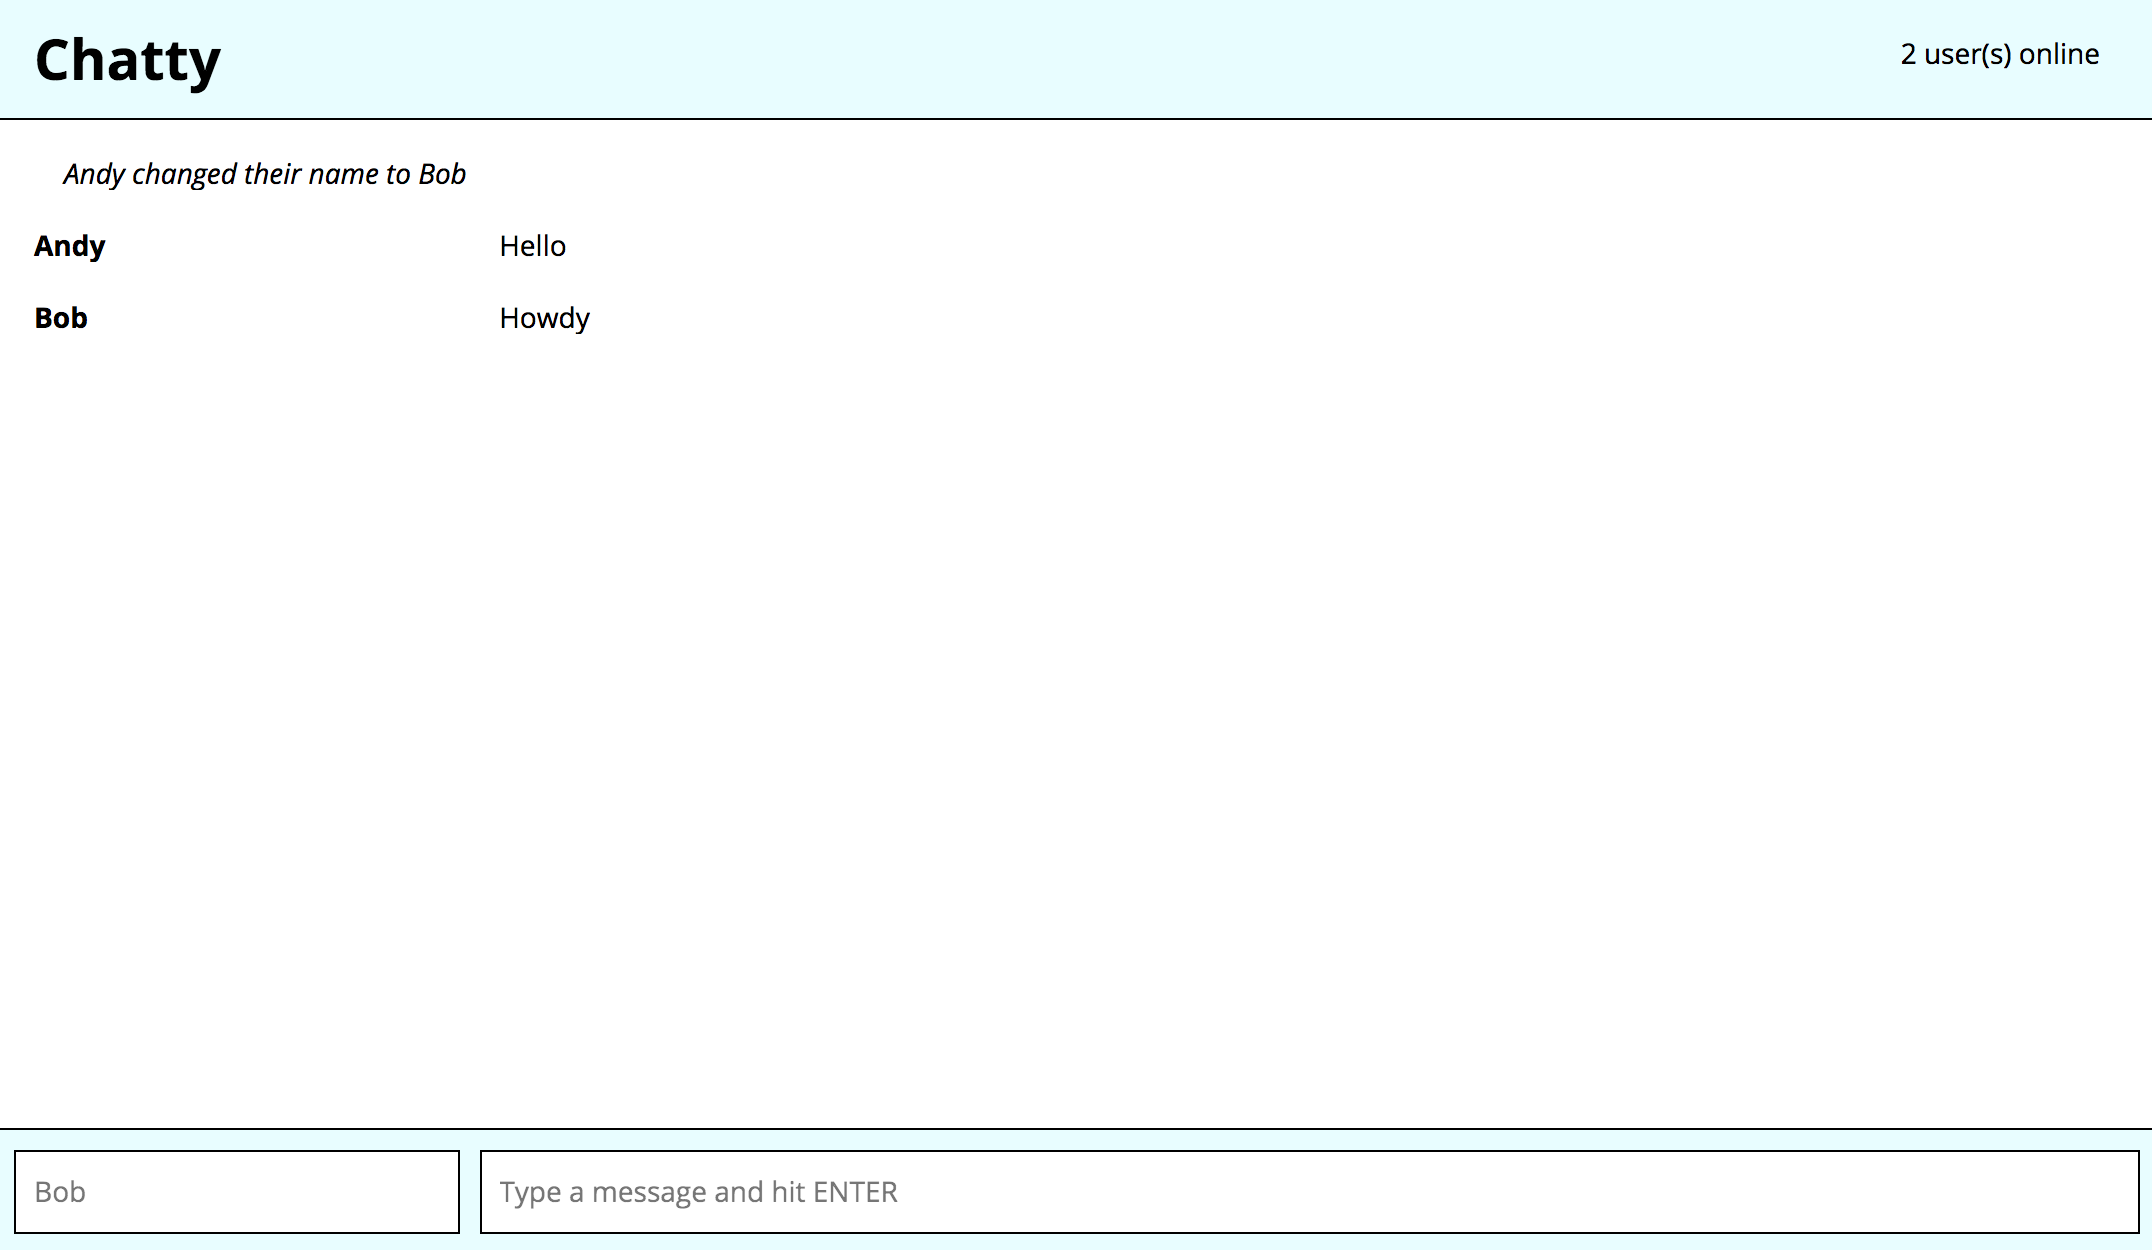 Chatty
2 user(s) online
Andy changed their name to Bob
Andy Hello
Bob Howdy
Bob
Type a message and hit ENTER